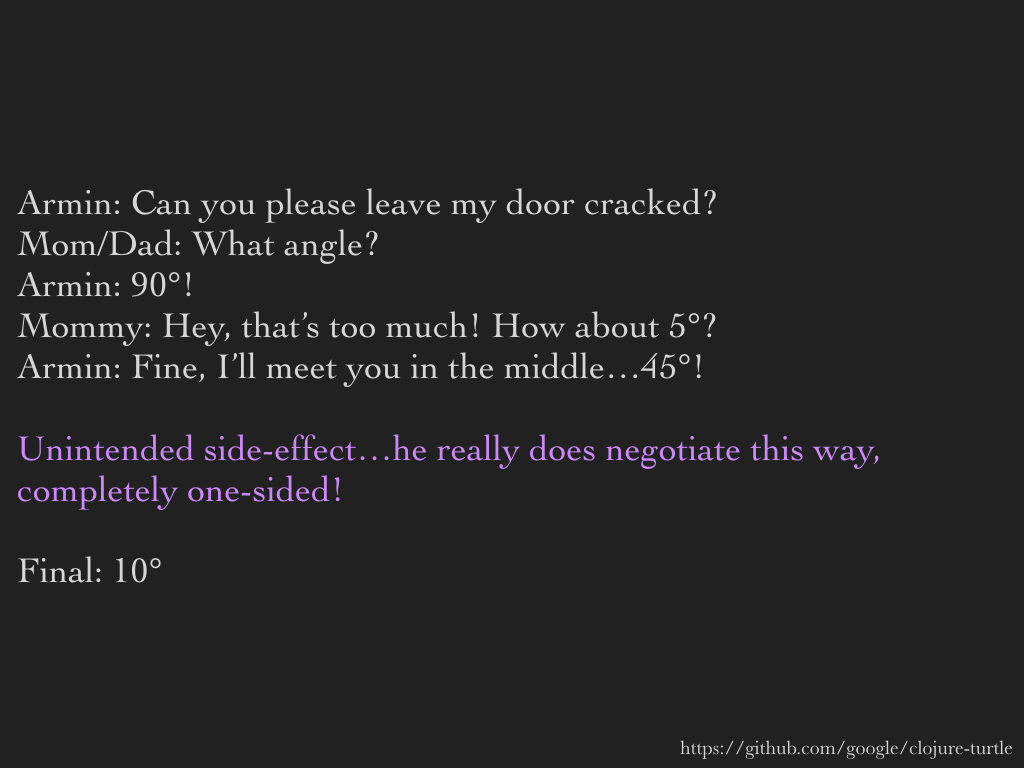 Armin: Can you please leave my door cracked?
Mom/Dad: What angle?
Armin: 90°!
Mommy: Hey, that’s too much! How about 5°?
Armin: Fine, I’ll meet you in the middle…45°!
Unintended side-effect…he really does negotiate this way,
completely one-sided!
Final: 10°
https://github.com/google/clojure-turtle